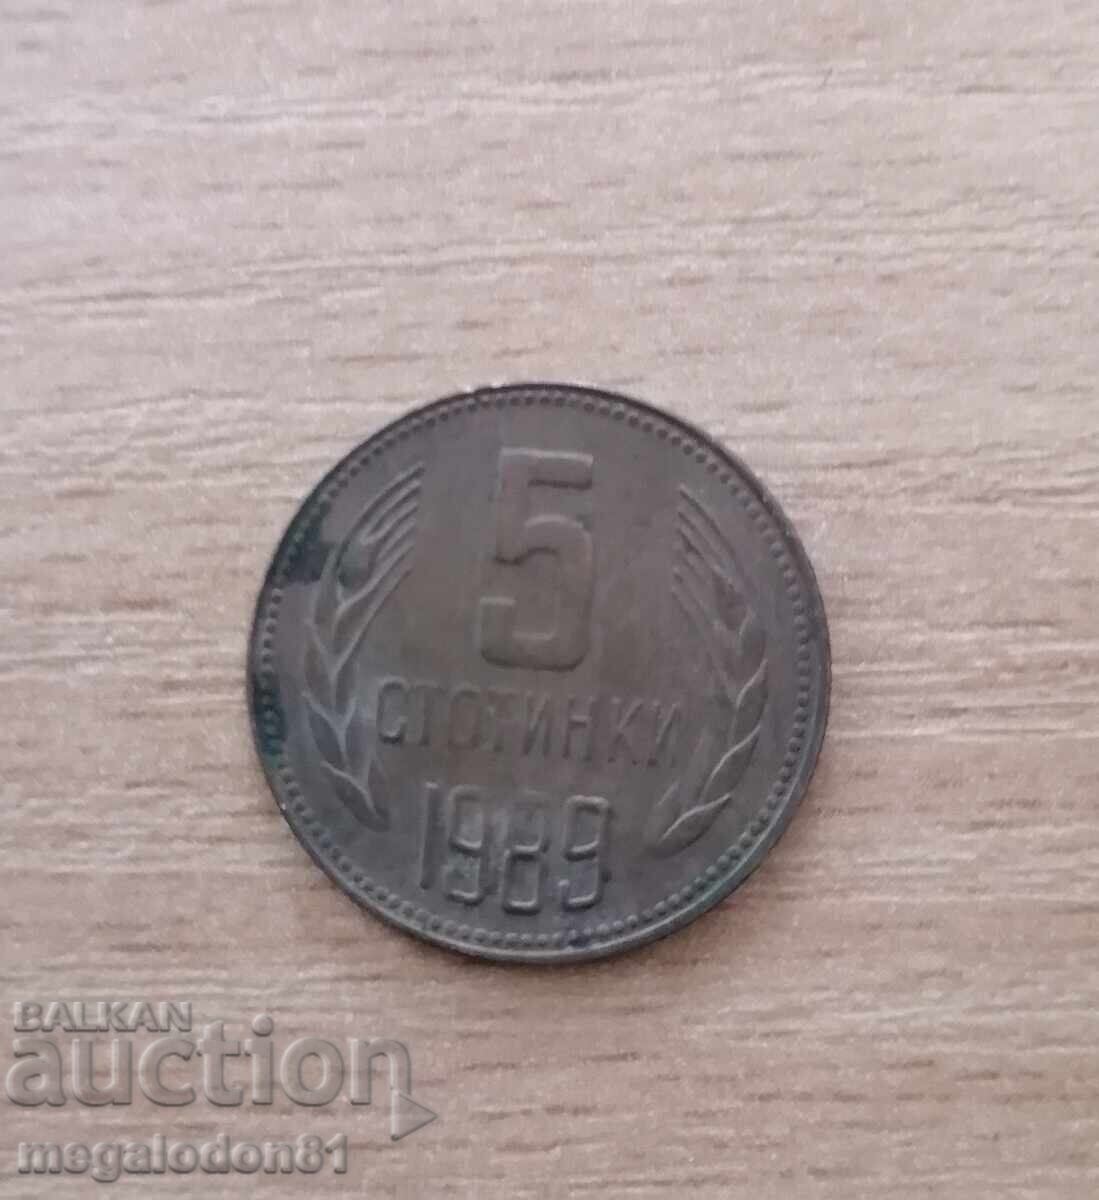 5
СТОТИНКИ
1989
BALKAN
auction
megalodon81